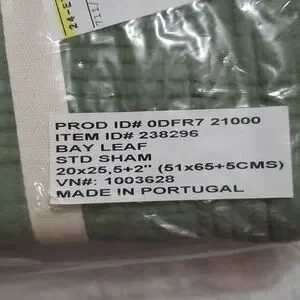 PROD ID# 0DFR7 21000
ITEM ID# 238296
BAY LEAF
STD SHAM
20x25,5+2" (51x65+5CMS)
VN#: 1003628
MADE IN PORTUGAL